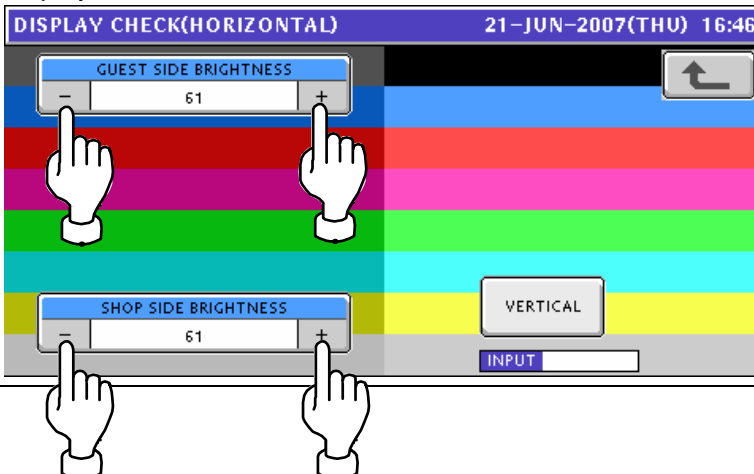 DISPLAY CHECK(HORIZONTAL) 21-JUN-2007(THU) 16:46
GUEST SIDE BRIGHTNESS
- 61 +
SHOP SIDE BRIGHTNESS
- 61 +
VERTICAL
INPUT